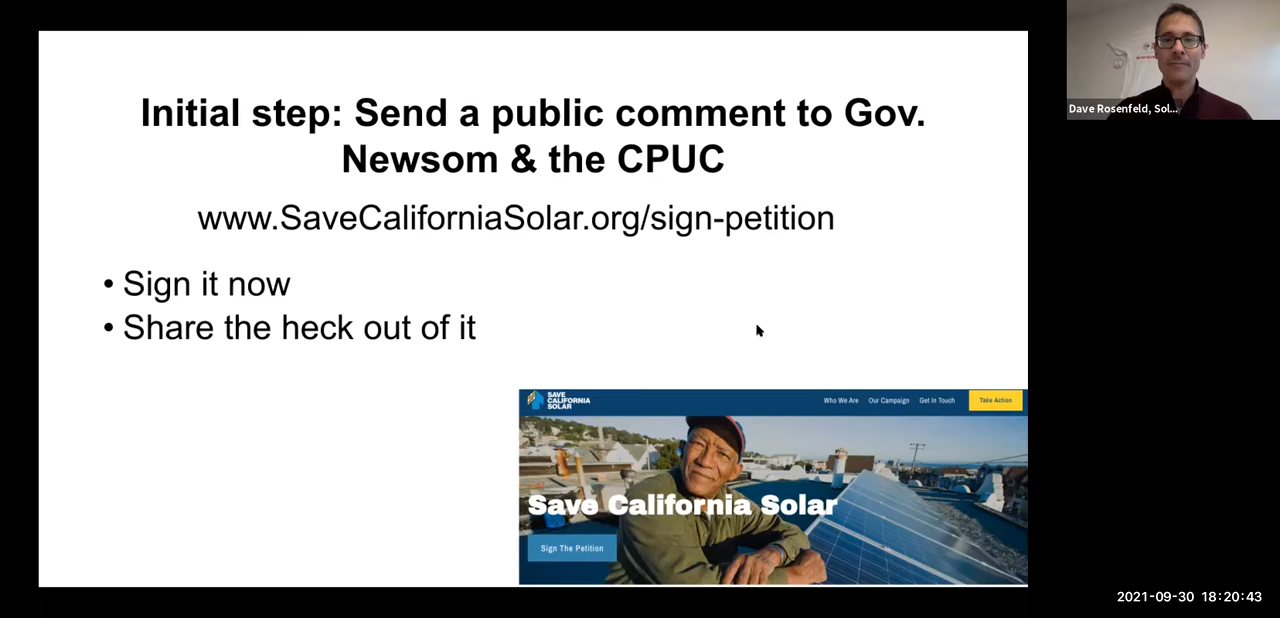 Initial step: Send a public comment to Gov.
Newsom & the CPUC
www.SaveCaliforniaSolar.org/sign-petition
• Sign it now
• Share the heck out of it
SAVE
CALIFORNIA
SOLAR
Who We Are
Our Campaign
Get In Touch
Take Action
Save California Solar
Sign The Petition
Dave Rosenfeld, Sol...
2021-09-30 18:20:43